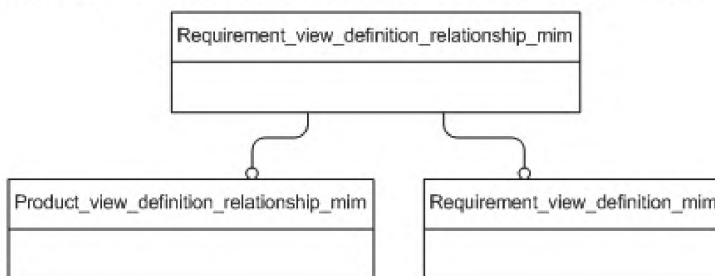 Requirement_view_definition_relationship_mim
Product_view_definition_relationship_mim
Requirement_view_definition_mim